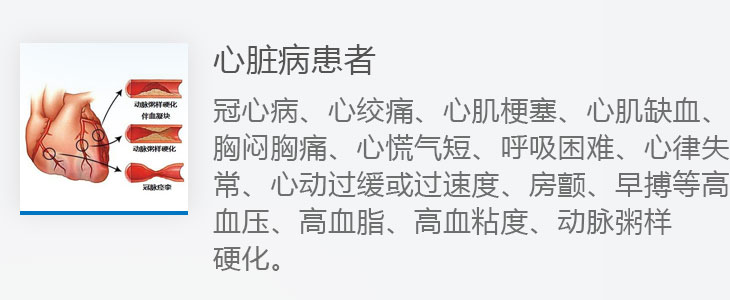 心脏病患者
冠心病、心绞痛、心肌梗塞、心肌缺血、
胸闷胸痛、心慌气短、呼吸困难、心律失
常、心动过缓或过速度、房颤、早搏等高
血压、高血脂、高血粘度、动脉粥样
硬化。
动脉粥样硬化
伴血凝块
动脉粥样硬化
冠脉痉挛